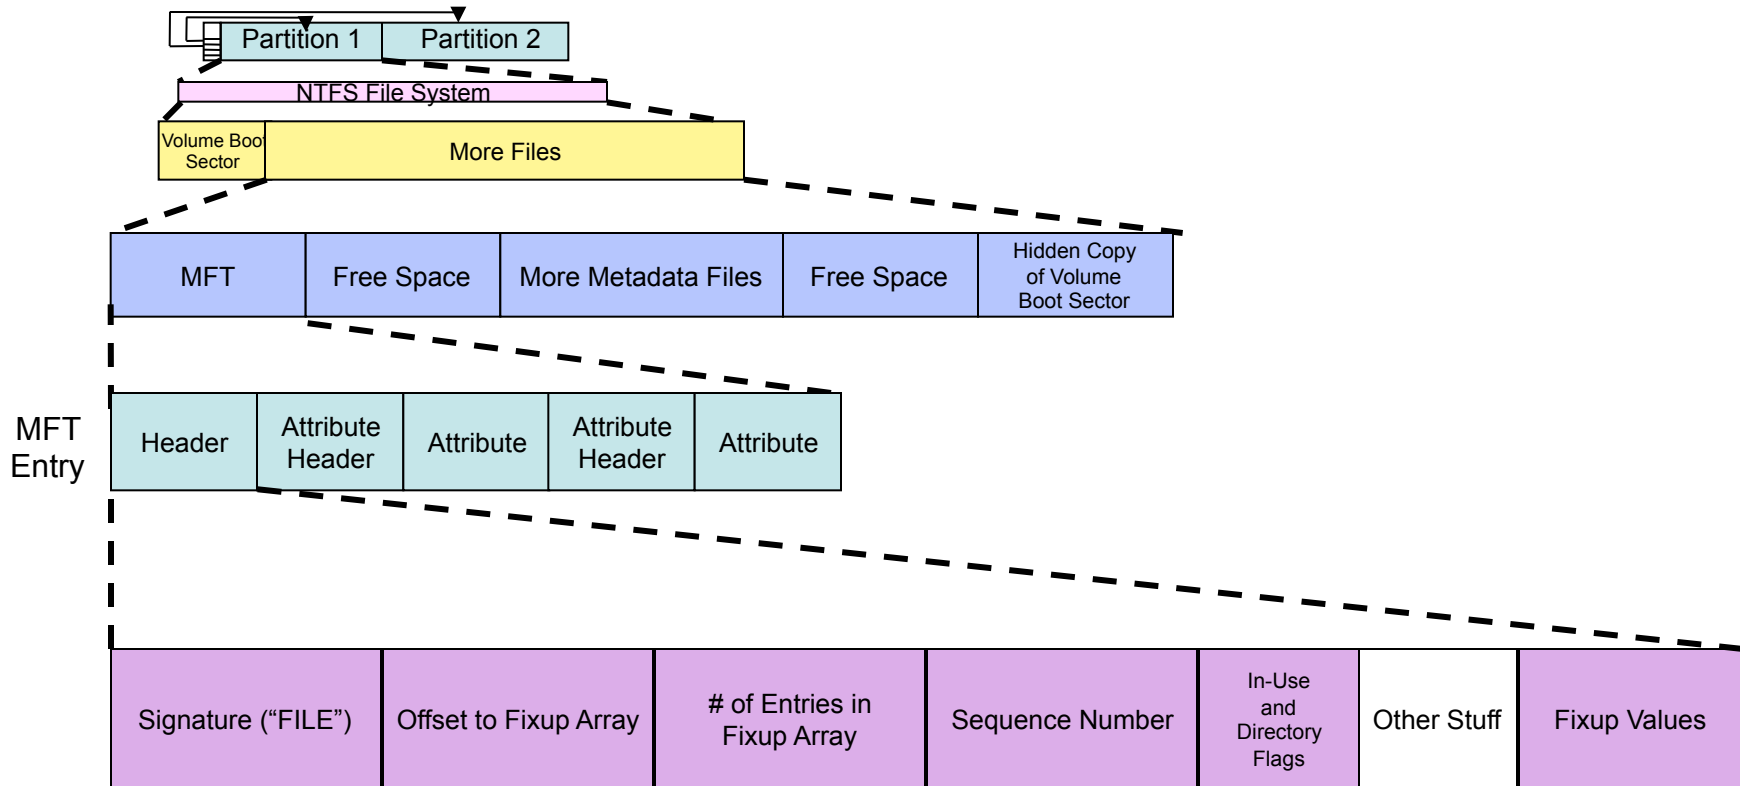 Partition 1
Partition 2
NTFS File System
Volume Boot
Sector
More Files
MFT
Free Space
More Metadata Files
Free Space
Hidden Copy
of Volume
Boot Sector
MFT
Entry
Header
Attribute
Header
Attribute
Attribute
Header
Attribute
Signature (“FILE”)
Offset to Fixup Array
# of Entries in
Fixup Array
Sequence Number
In-Use
and
Directory
Flags
Other Stuff
Fixup Values